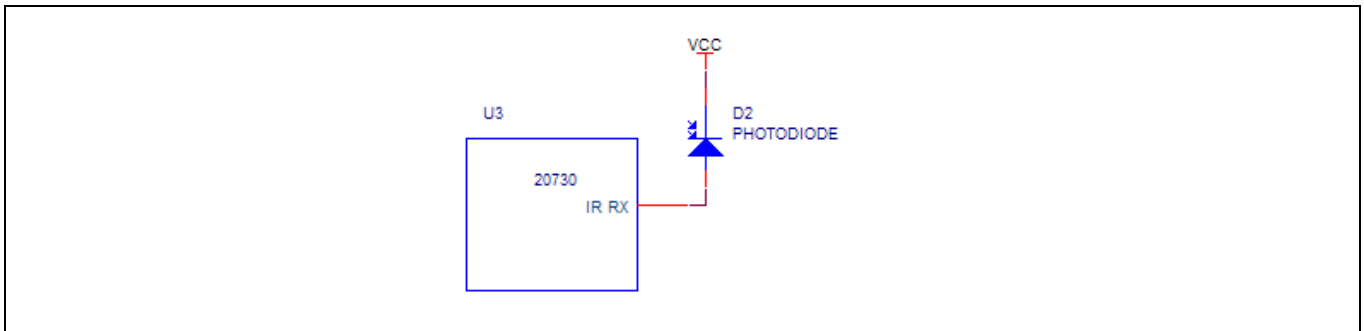 VCC
U3
D2
PHOTODIODE
20730
IR RX